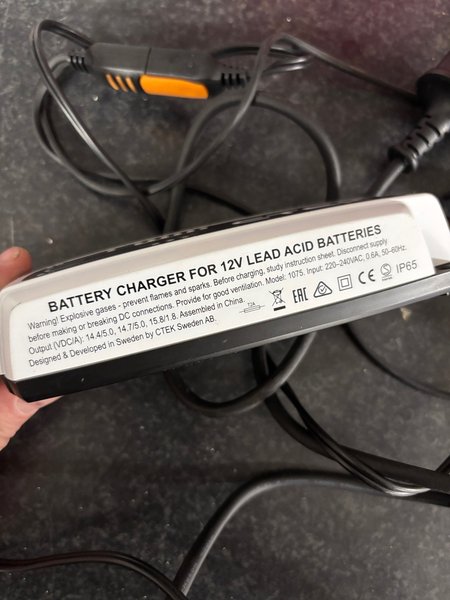 BATTERY CHARGER FOR 12V LEAD ACID BATTERIES
Warning! Explosive gases - prevent flames and sparks. Before charging, study instruction sheet. Disconnect supply
before making or breaking DC connections. Provide for good ventilation. Model: 1075. Input: 220–240VAC, 0.6A, 50–60Hz.
Output (VDC/A): 14.4/5.0, 14.7/5.0, 15.8/1.8. Assembled in China.
Designed & Developed in Sweden by CTEK Sweden AB.
EAC CE S IP65